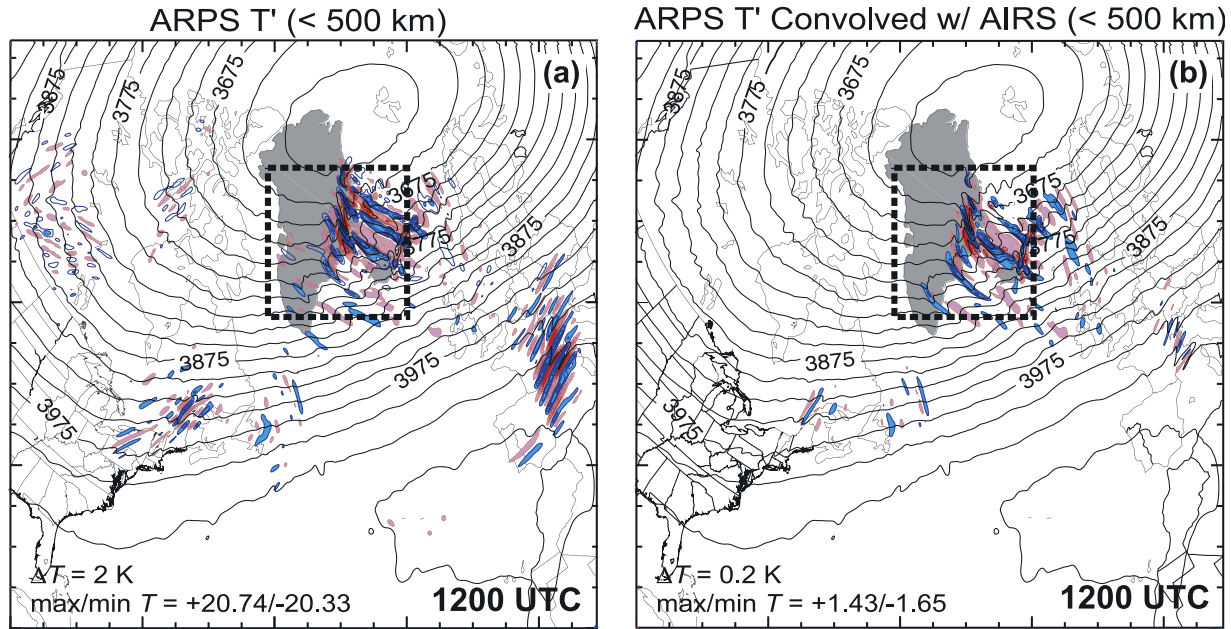 ARPS T' (< 500 km)
(a)
3875
3775
3675
3675
3775
3875
3875
3975
3975
ΔT = 2 K
max/min T = +20.74/-20.33
1200 UTC
ARPS T' Convolved w/ AIRS (< 500 km)
(b)
3875
3775
3675
3675
3775
3875
3875
3975
3975
ΔT = 0.2 K
max/min T = +1.43/-1.65
1200 UTC